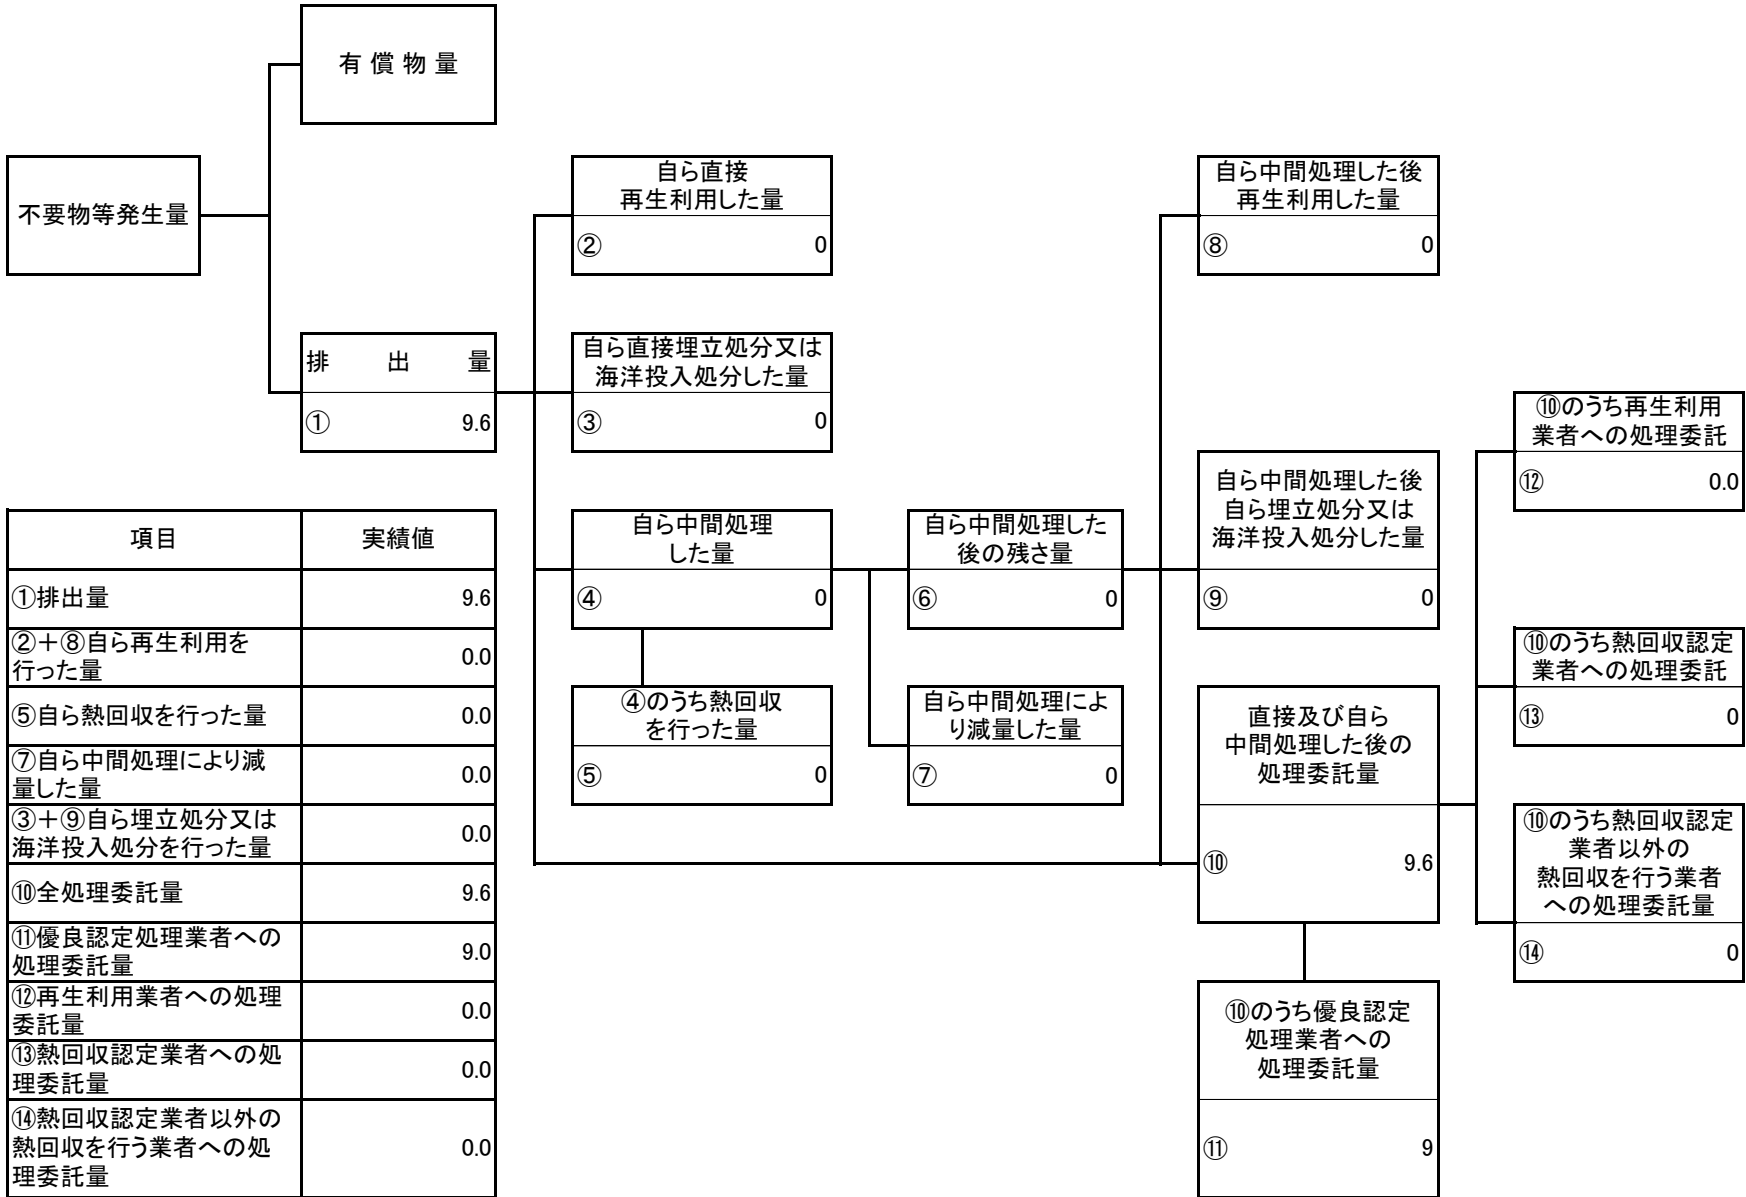 有 償 物 量
不要物等発生量
排 出 量
① 9.6
自ら直接
再生利用した量
② 0
自ら直接埋立処分又は
海洋投入処分した量
③ 0
自ら中間処理
した量
④ 0
④のうち熱回収
を行った量
⑤ 0
自ら中間処理した
後の残さ量
⑥ 0
自ら中間処理によ
り減量した量
⑦ 0
自ら中間処理した後
再生利用した量
⑧ 0
自ら中間処理した後
自ら埋立処分又は
海洋投入処分した量
⑨ 0
直接及び自ら
中間処理した後の
処理委託量
⑩ 9.6
⑩のうち優良認定
処理業者への
処理委託量
⑪ 9
⑩のうち再生利用
業者への処理委託
⑫ 0.0
⑩のうち熱回収認定
業者への処理委託
⑬ 0
⑩のうち熱回収認定
業者以外の
熱回収を行う業者
への処理委託量
⑭ 0
項目 実績値
①排出量 9.6
②＋⑧自ら再生利用を
行った量 0.0
⑤自ら熱回収を行った量 0.0
⑦自ら中間処理により減
量した量 0.0
③＋⑨自ら埋立処分又は
海洋投入処分を行った量 0.0
⑩全処理委託量 9.6
⑪優良認定処理業者への
処理委託量 9.0
⑫再生利用業者への処理
委託量 0.0
⑬熱回収認定業者への処
理委託量 0.0
⑭熱回収認定業者以外の
熱回収を行う業者への処
理委託量 0.0